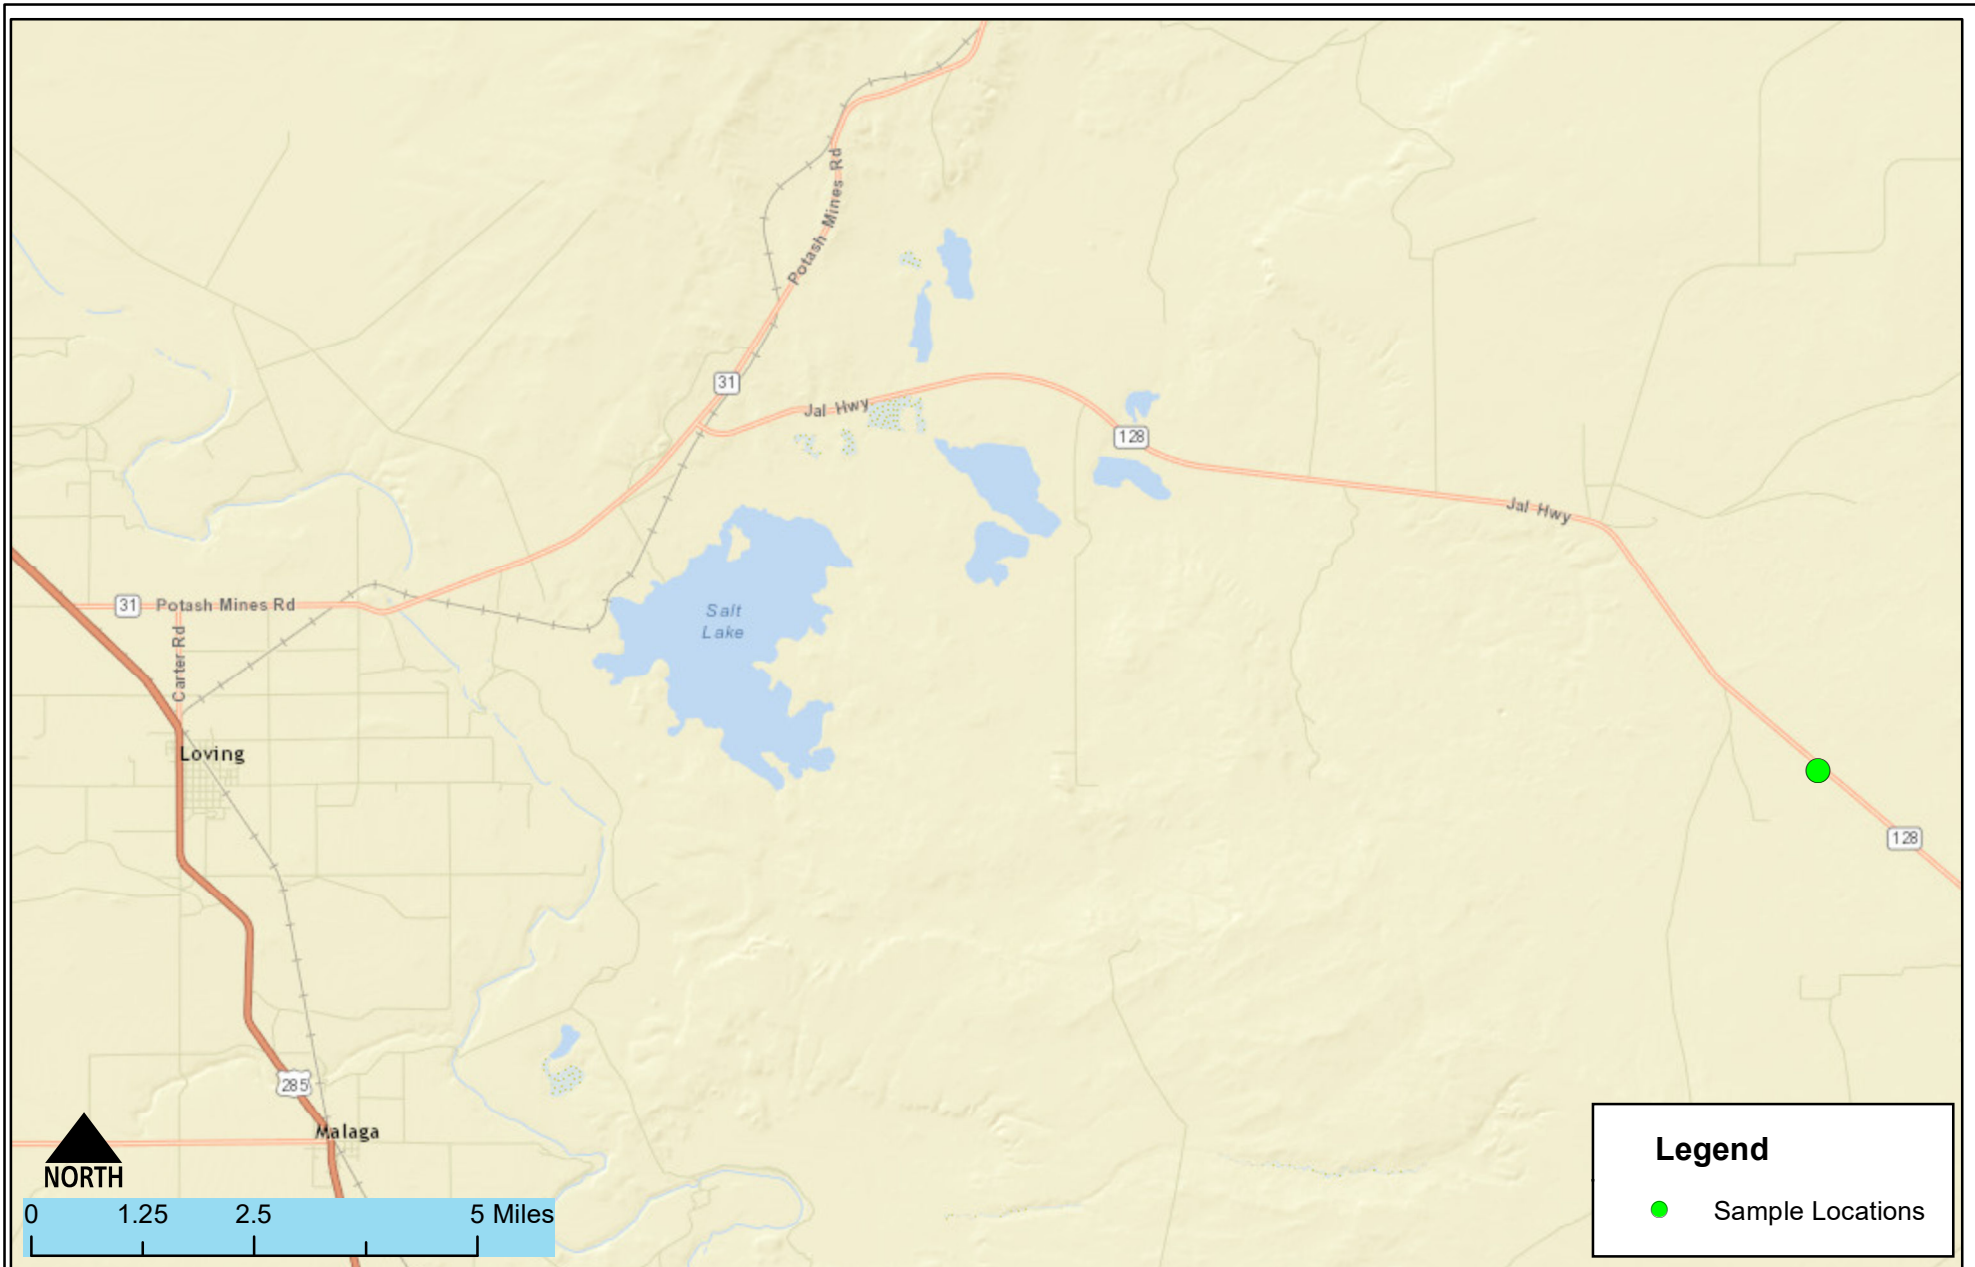 Potash Mines Rd
31
Jal Hwy
128
Jal Hwy
31
Potash Mines Rd
Salt
Lake
Carter Rd
Loving
128
285
Malaga
NORTH
0 1.25 2.5 5 Miles
Legend
Sample Locations